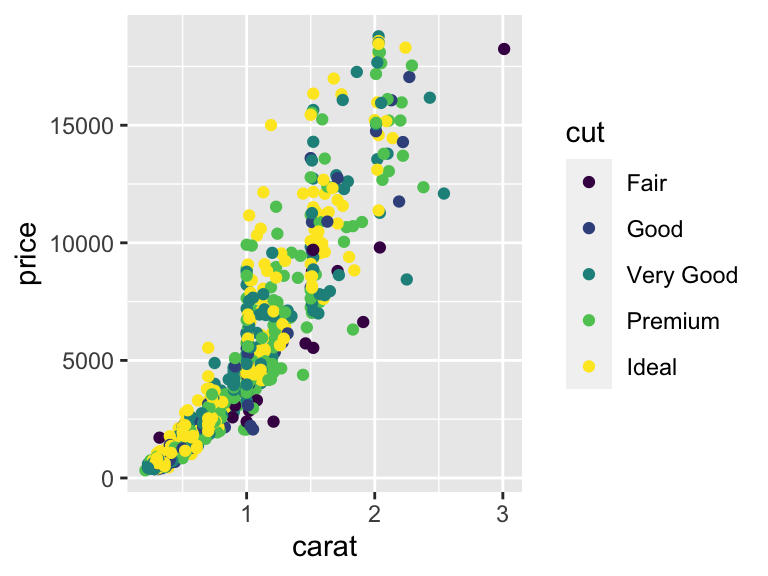 price
15000
10000
5000
0
1
2
3
carat
cut
Fair
Good
Very Good
Premium
Ideal